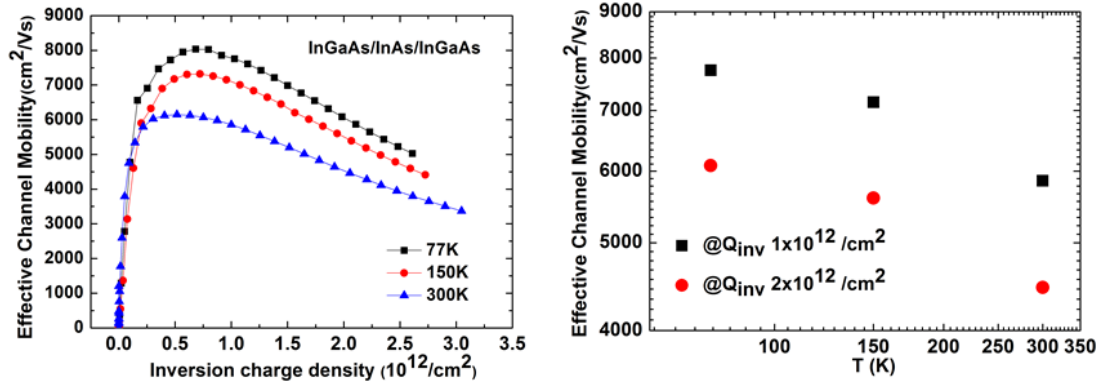 Effective Channel Mobility(cm²/Vs)
9000
8000
7000
6000
5000
4000
3000
2000
1000
0
InGaAs/InAs/InGaAs
77K
150K
300K
0.0 0.5 1.0 1.5 2.0 2.5 3.0 3.5
Inversion charge density (10¹²/cm²)
Effective Channel Mobility(cm²/Vs)
9000
8000
7000
6000
5000
4000
@Qinv 1x10¹² /cm²
@Qinv 2x10¹² /cm²
100 150 200 250 300 350
T (K)